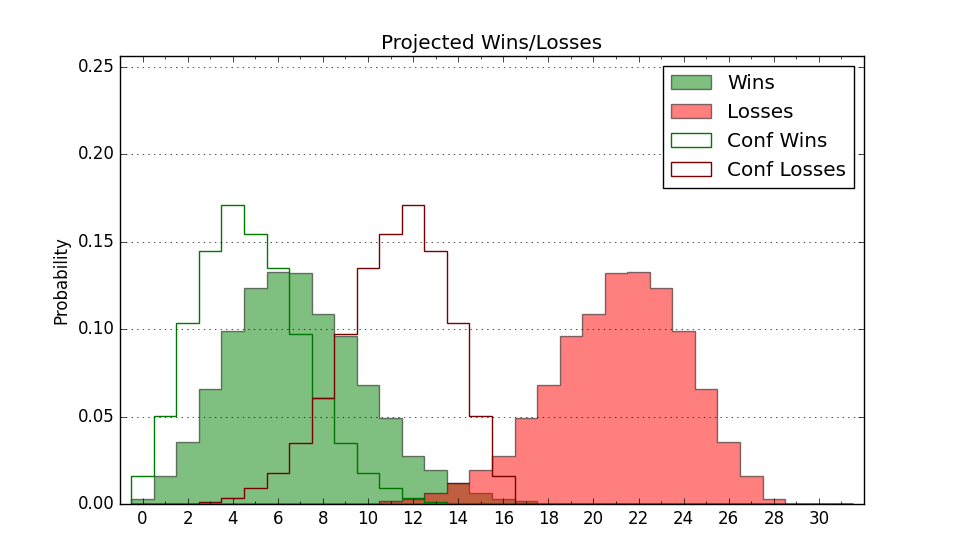 Projected Wins/Losses
0.25
0.20
0.15
0.10
0.05
0.00
Probability
Wins
Losses
Conf Wins
Conf Losses
0 2 4 6 8 10 12 14 16 18 20 22 24 26 28 30